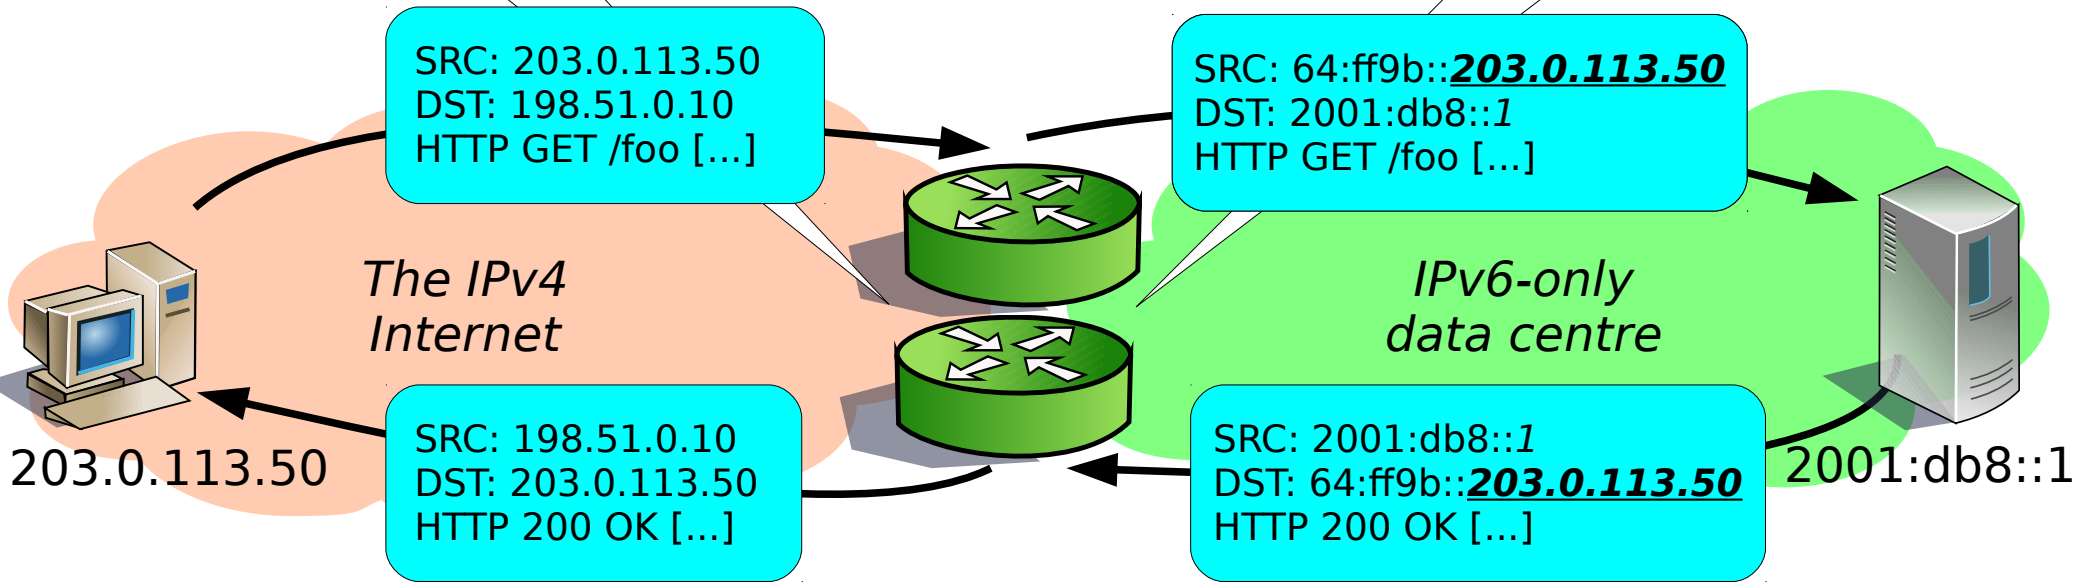 SRC: 203.0.113.50
DST: 198.51.0.10
HTTP GET /foo [...]
SRC: 64:ff9b::203.0.113.50
DST: 2001:db8::1
HTTP GET /foo [...]
The IPv4
Internet
IPv6-only
data centre
203.0.113.50
2001:db8::1
SRC: 198.51.0.10
DST: 203.0.113.50
HTTP 200 OK [...]
SRC: 2001:db8::1
DST: 64:ff9b::203.0.113.50
HTTP 200 OK [...]